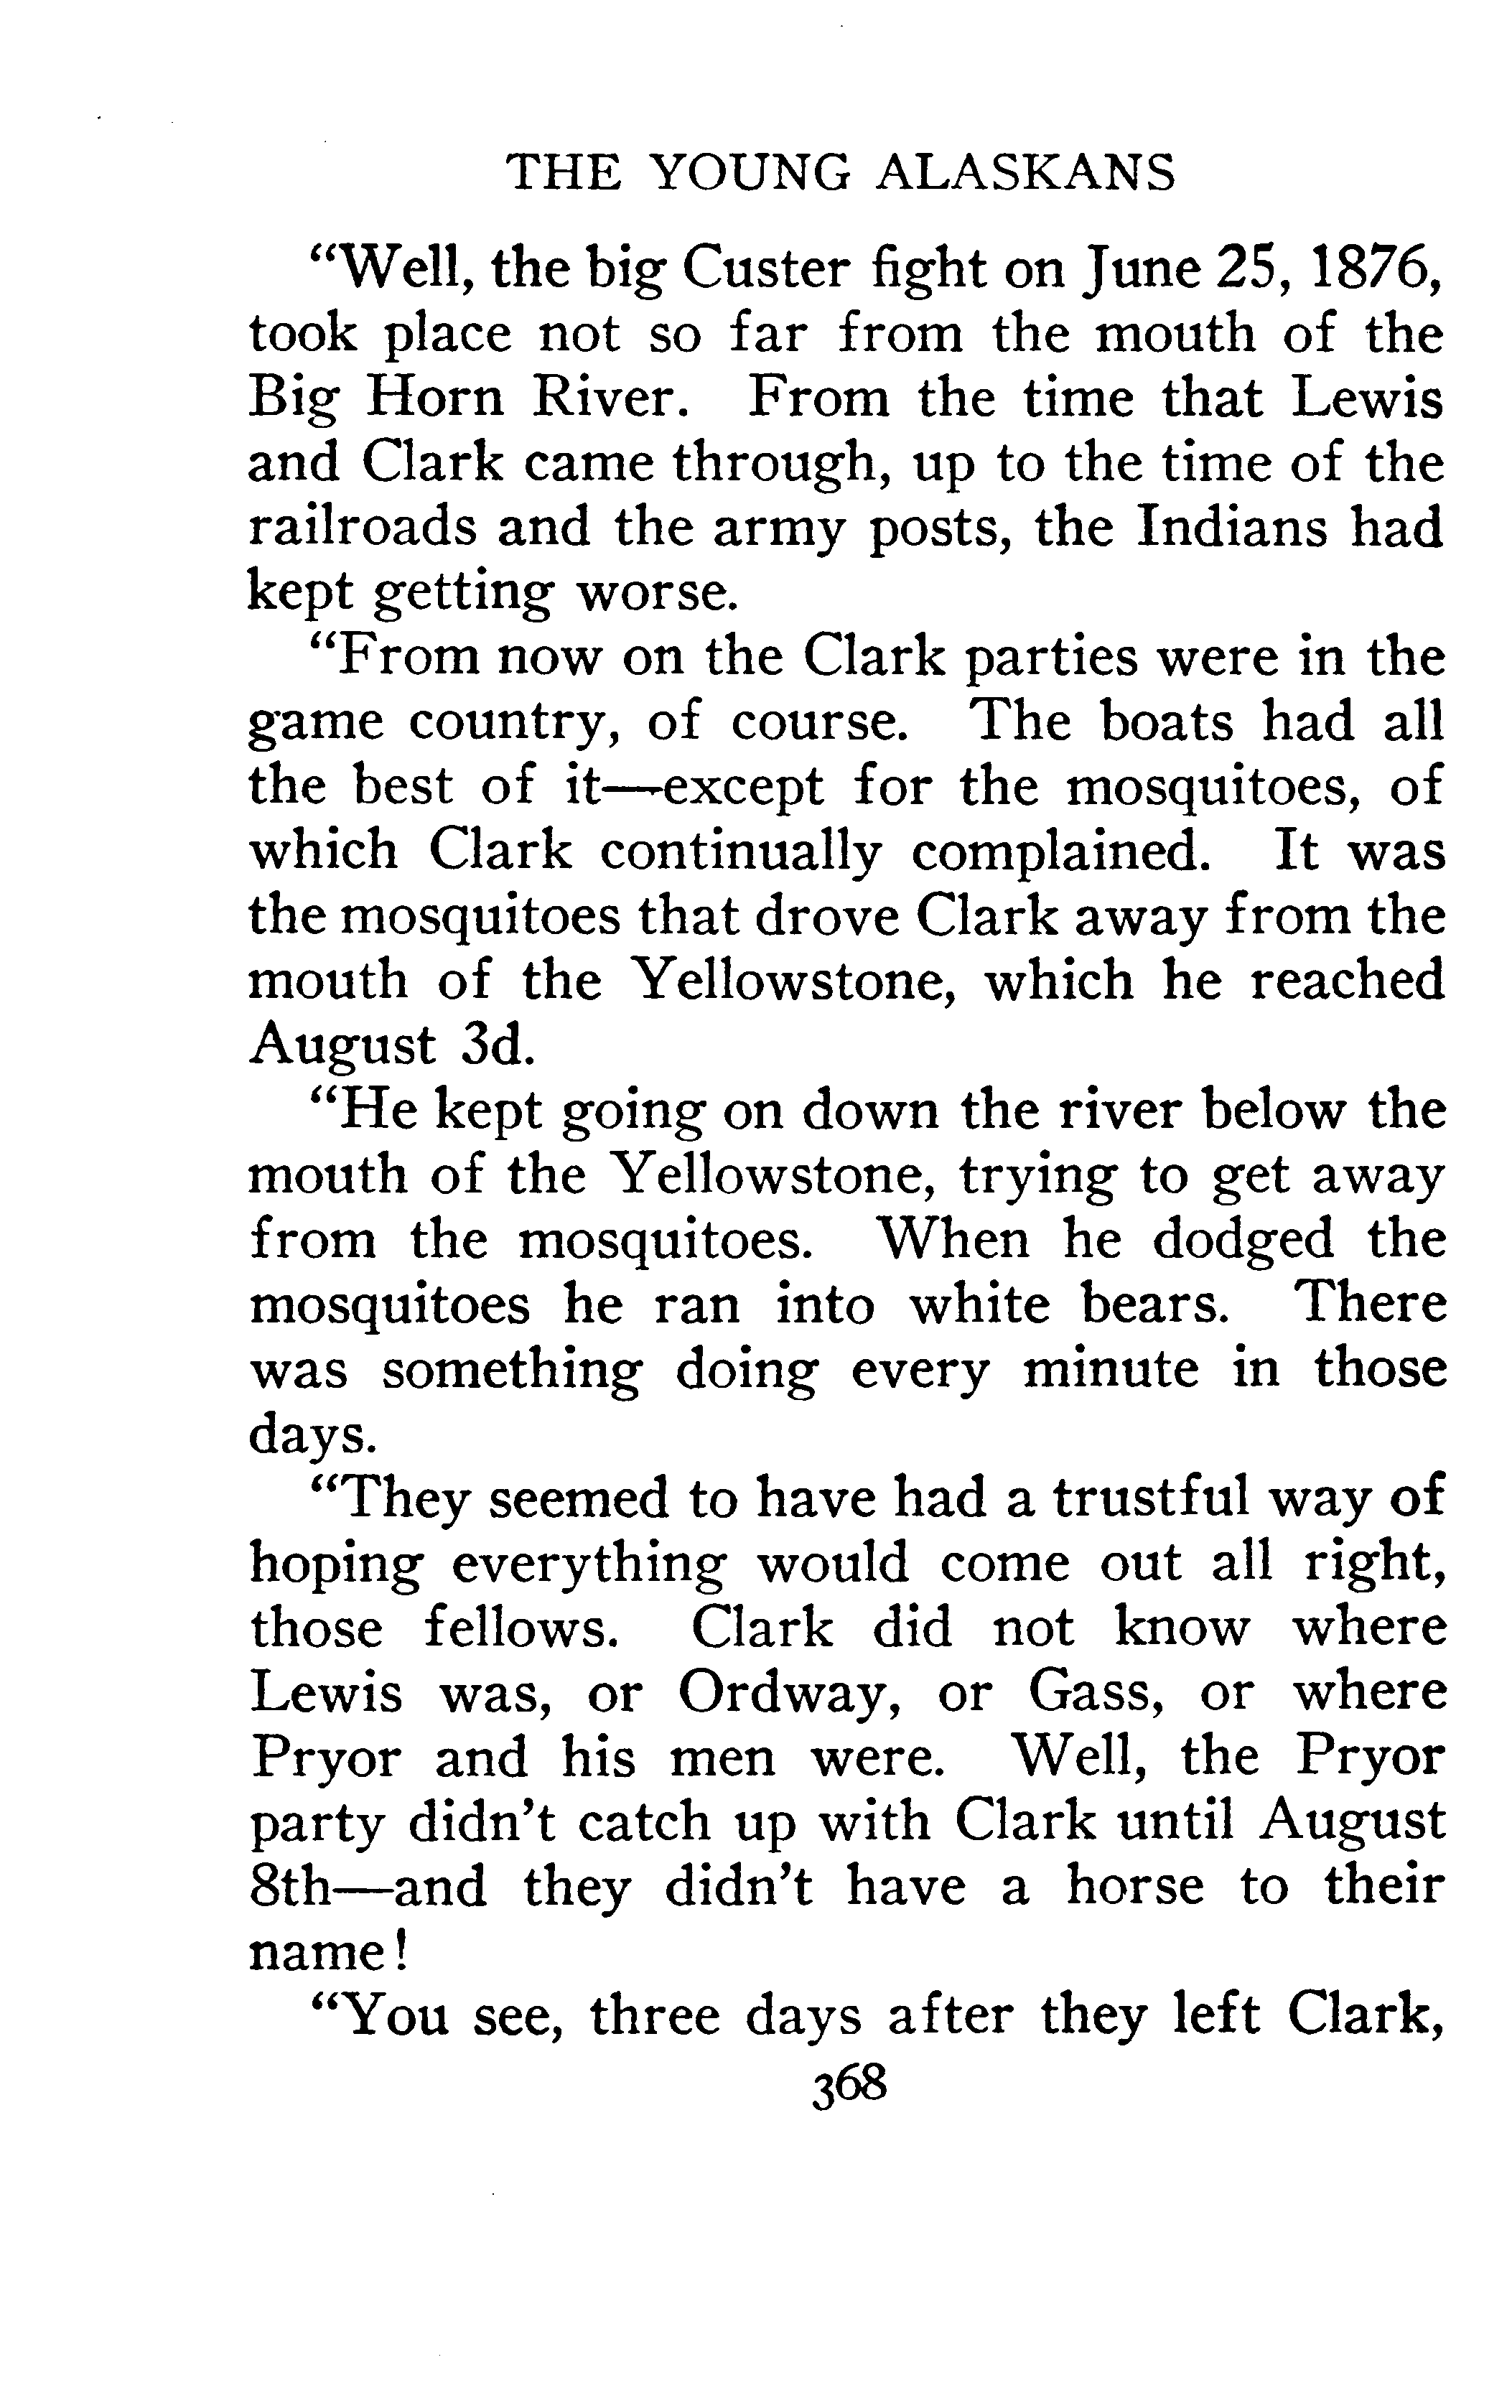 THE YOUNG ALASKANS
“Well, the big Custer fight on June 25, 1876,
took place not so far from the mouth of the
Big Horn River. From the time that Lewis
and Clark came through, up to the time of the
railroads and the army posts, the Indians had
kept getting worse.
“From now on the Clark parties were in the
game country, of course. The boats had all
the best of it—except for the mosquitoes, of
which Clark continually complained. It was
the mosquitoes that drove Clark away from the
mouth of the Yellowstone, which he reached
August 3d.
“He kept going on down the river below the
mouth of the Yellowstone, trying to get away
from the mosquitoes. When he dodged the
mosquitoes he ran into white bears. There
was something doing every minute in those
days.
“They seemed to have had a trustful way of
hoping everything would come out all right,
those fellows. Clark did not know where
Lewis was, or Ordway, or Gass, or where
Pryor and his men were. Well, the Pryor
party didn’t catch up with Clark until August
8th—and they didn’t have a horse to their
name!
“You see, three days after they left Clark,
368